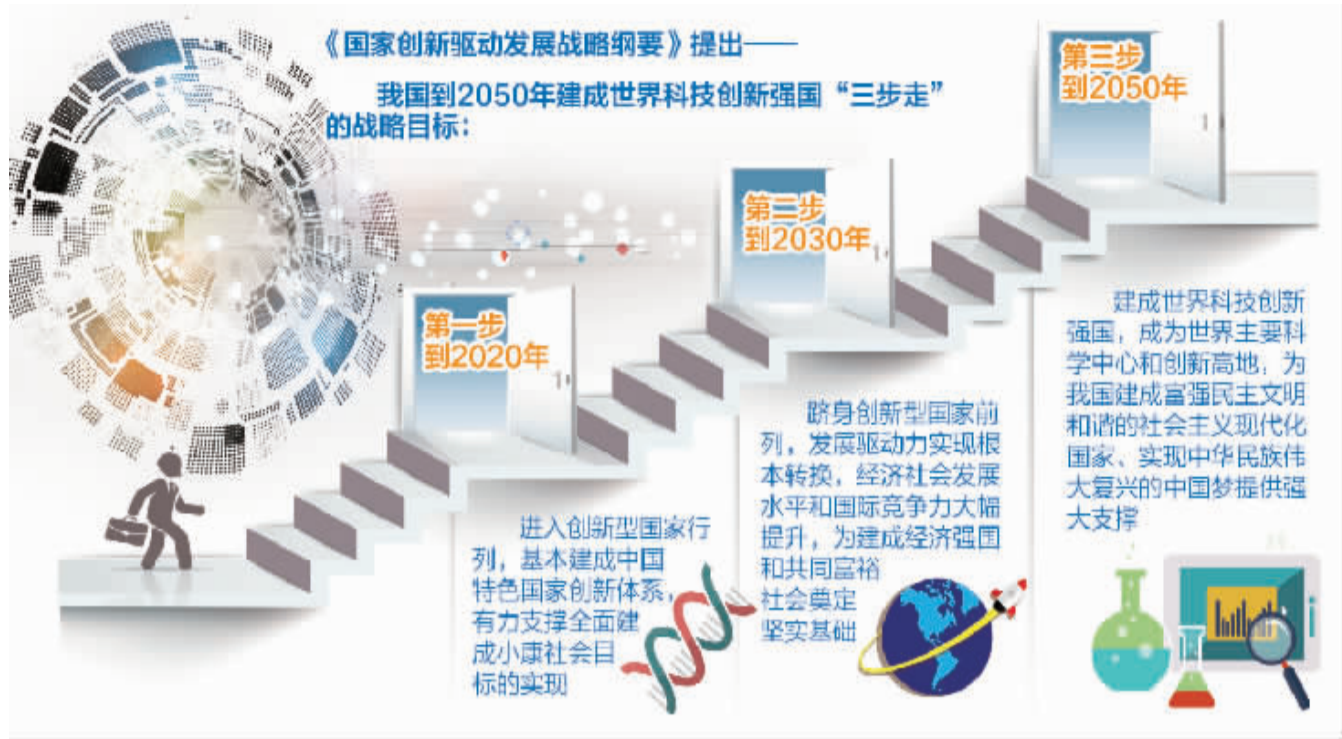 《国家创新驱动发展战略纲要》提出——
我国到2050年建成世界科技创新强国“三步走”
的战略目标：
第一步
到2020年
进入创新型国家行
列，基本建成中国
特色国家创新体系，
有力支撑全面建
成小康社会目
标的实现
第二步
到2030年
跻身创新型国家前
列，发展驱动力实现根
本转换，经济社会发展
水平和国际竞争力大幅
提升，为建成经济强国
和共同富裕
社会奠定
坚实基础
第三步
到2050年
建成世界科技创新
强国，成为世界主要科
学中心和创新高地，为
我国建成富强民主文明
和谐的社会主义现代化
国家、实现中华民族伟
大复兴的中国梦提供强
大支撑